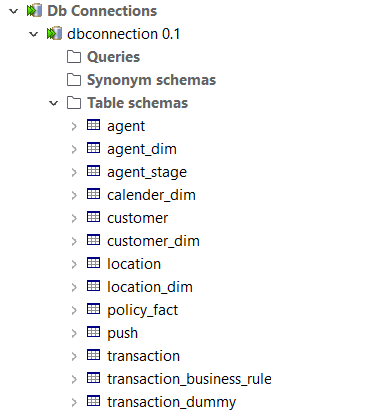 Db Connections
dbconnection 0.1
Queries
Synonym schemas
Table schemas
agent
agent_dim
agent_stage
calender_dim
customer
customer_dim
location
location_dim
policy_fact
push
transaction
transaction_business_rule
transaction_dummy